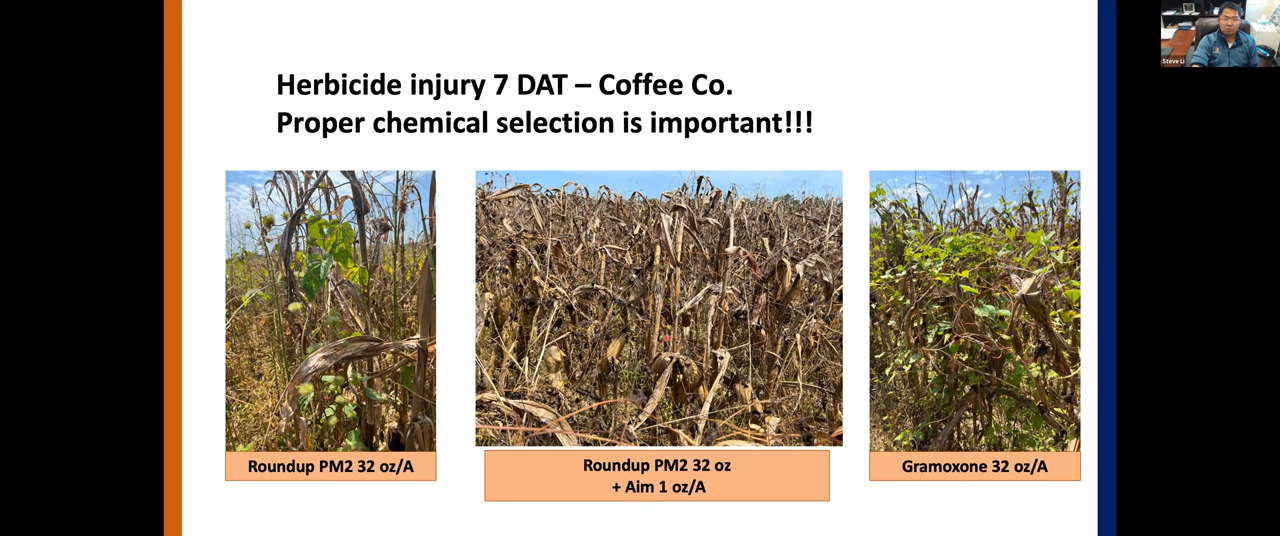 Herbicide injury 7 DAT – Coffee Co.
Proper chemical selection is important!!!
Roundup PM2 32 oz/A
Roundup PM2 32 oz
+ Aim 1 oz/A
Gramoxone 32 oz/A
Steve Li